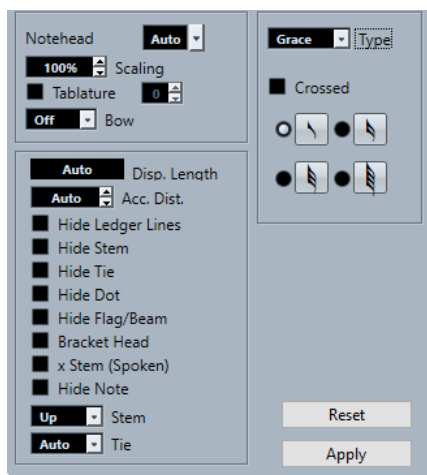 Notehead Auto
100% Scaling
Tablature 0
Off Bow
Auto Disp. Length
Auto Acc. Dist.
Hide Ledger Lines
Hide Stem
Hide Tie
Hide Dot
Hide Flag/Beam
Bracket Head
x Stem (Spoken)
Hide Note
Up Stem
Auto Tie
Grace Type
Crossed
Reset
Apply